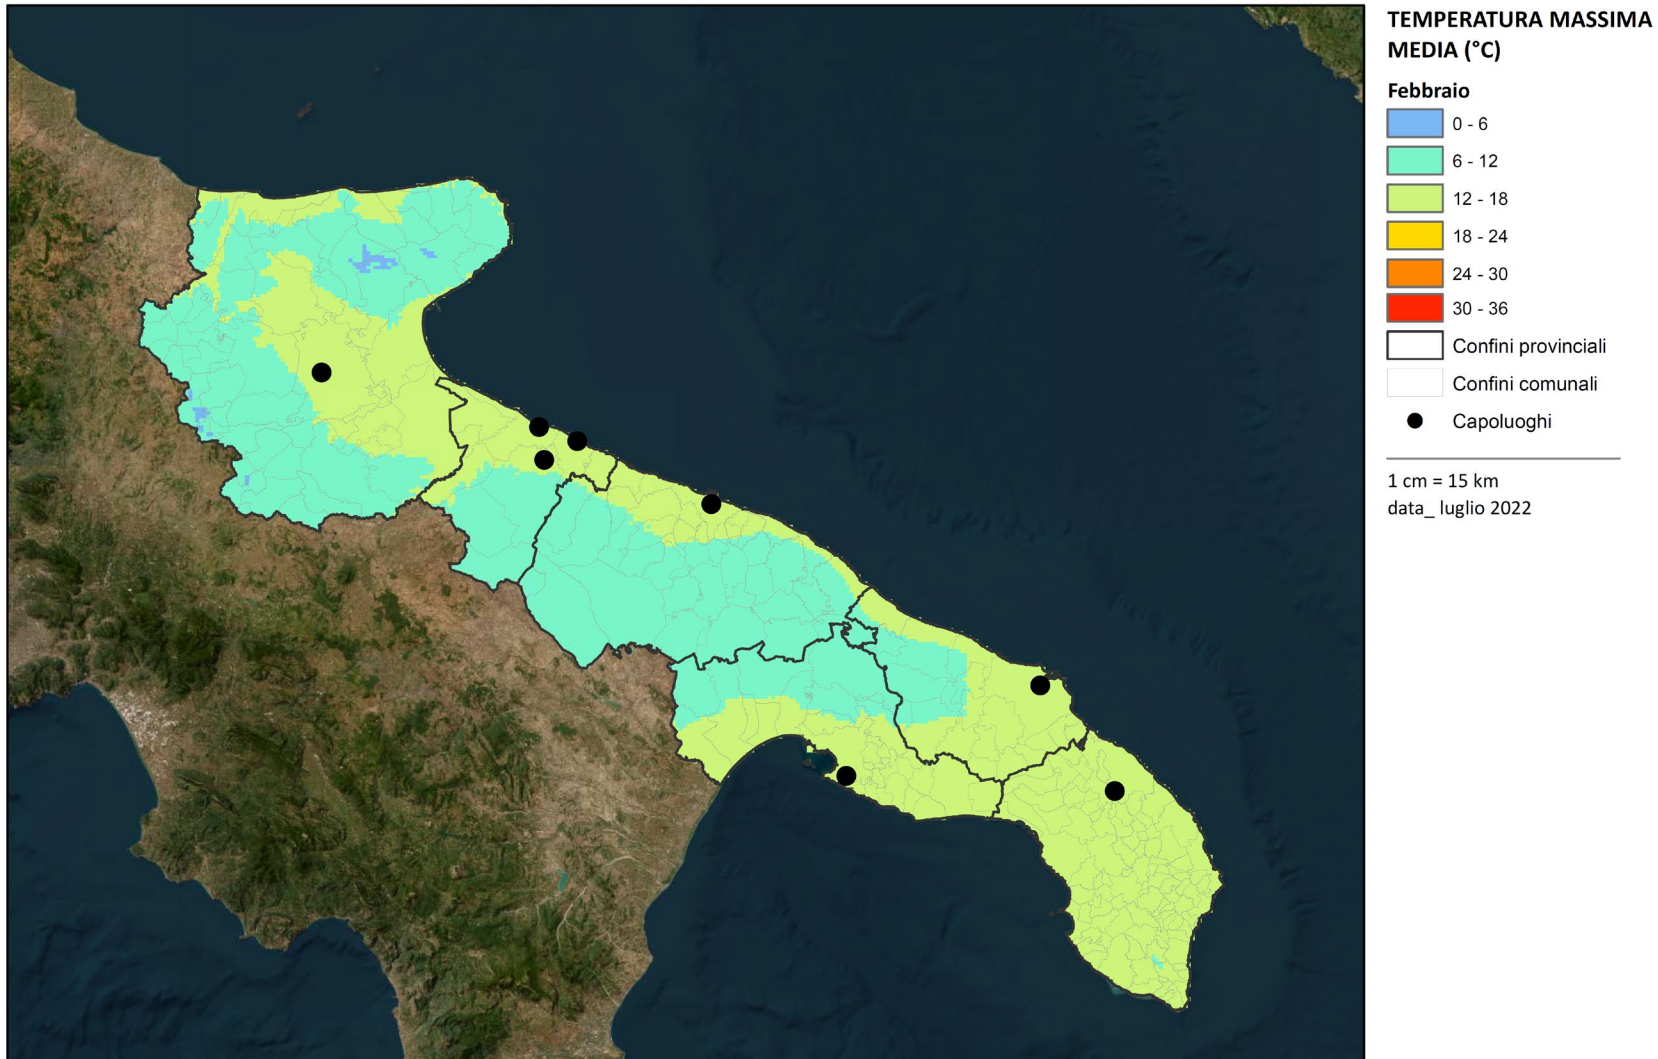 TEMPERATURA MASSIMA
MEDIA (°C)
Febbraio
0 - 6
6 - 12
12 - 18
18 - 24
24 - 30
30 - 36
Confini provinciali
Confini comunali
Capoluoghi
1 cm = 15 km
data_ luglio 2022